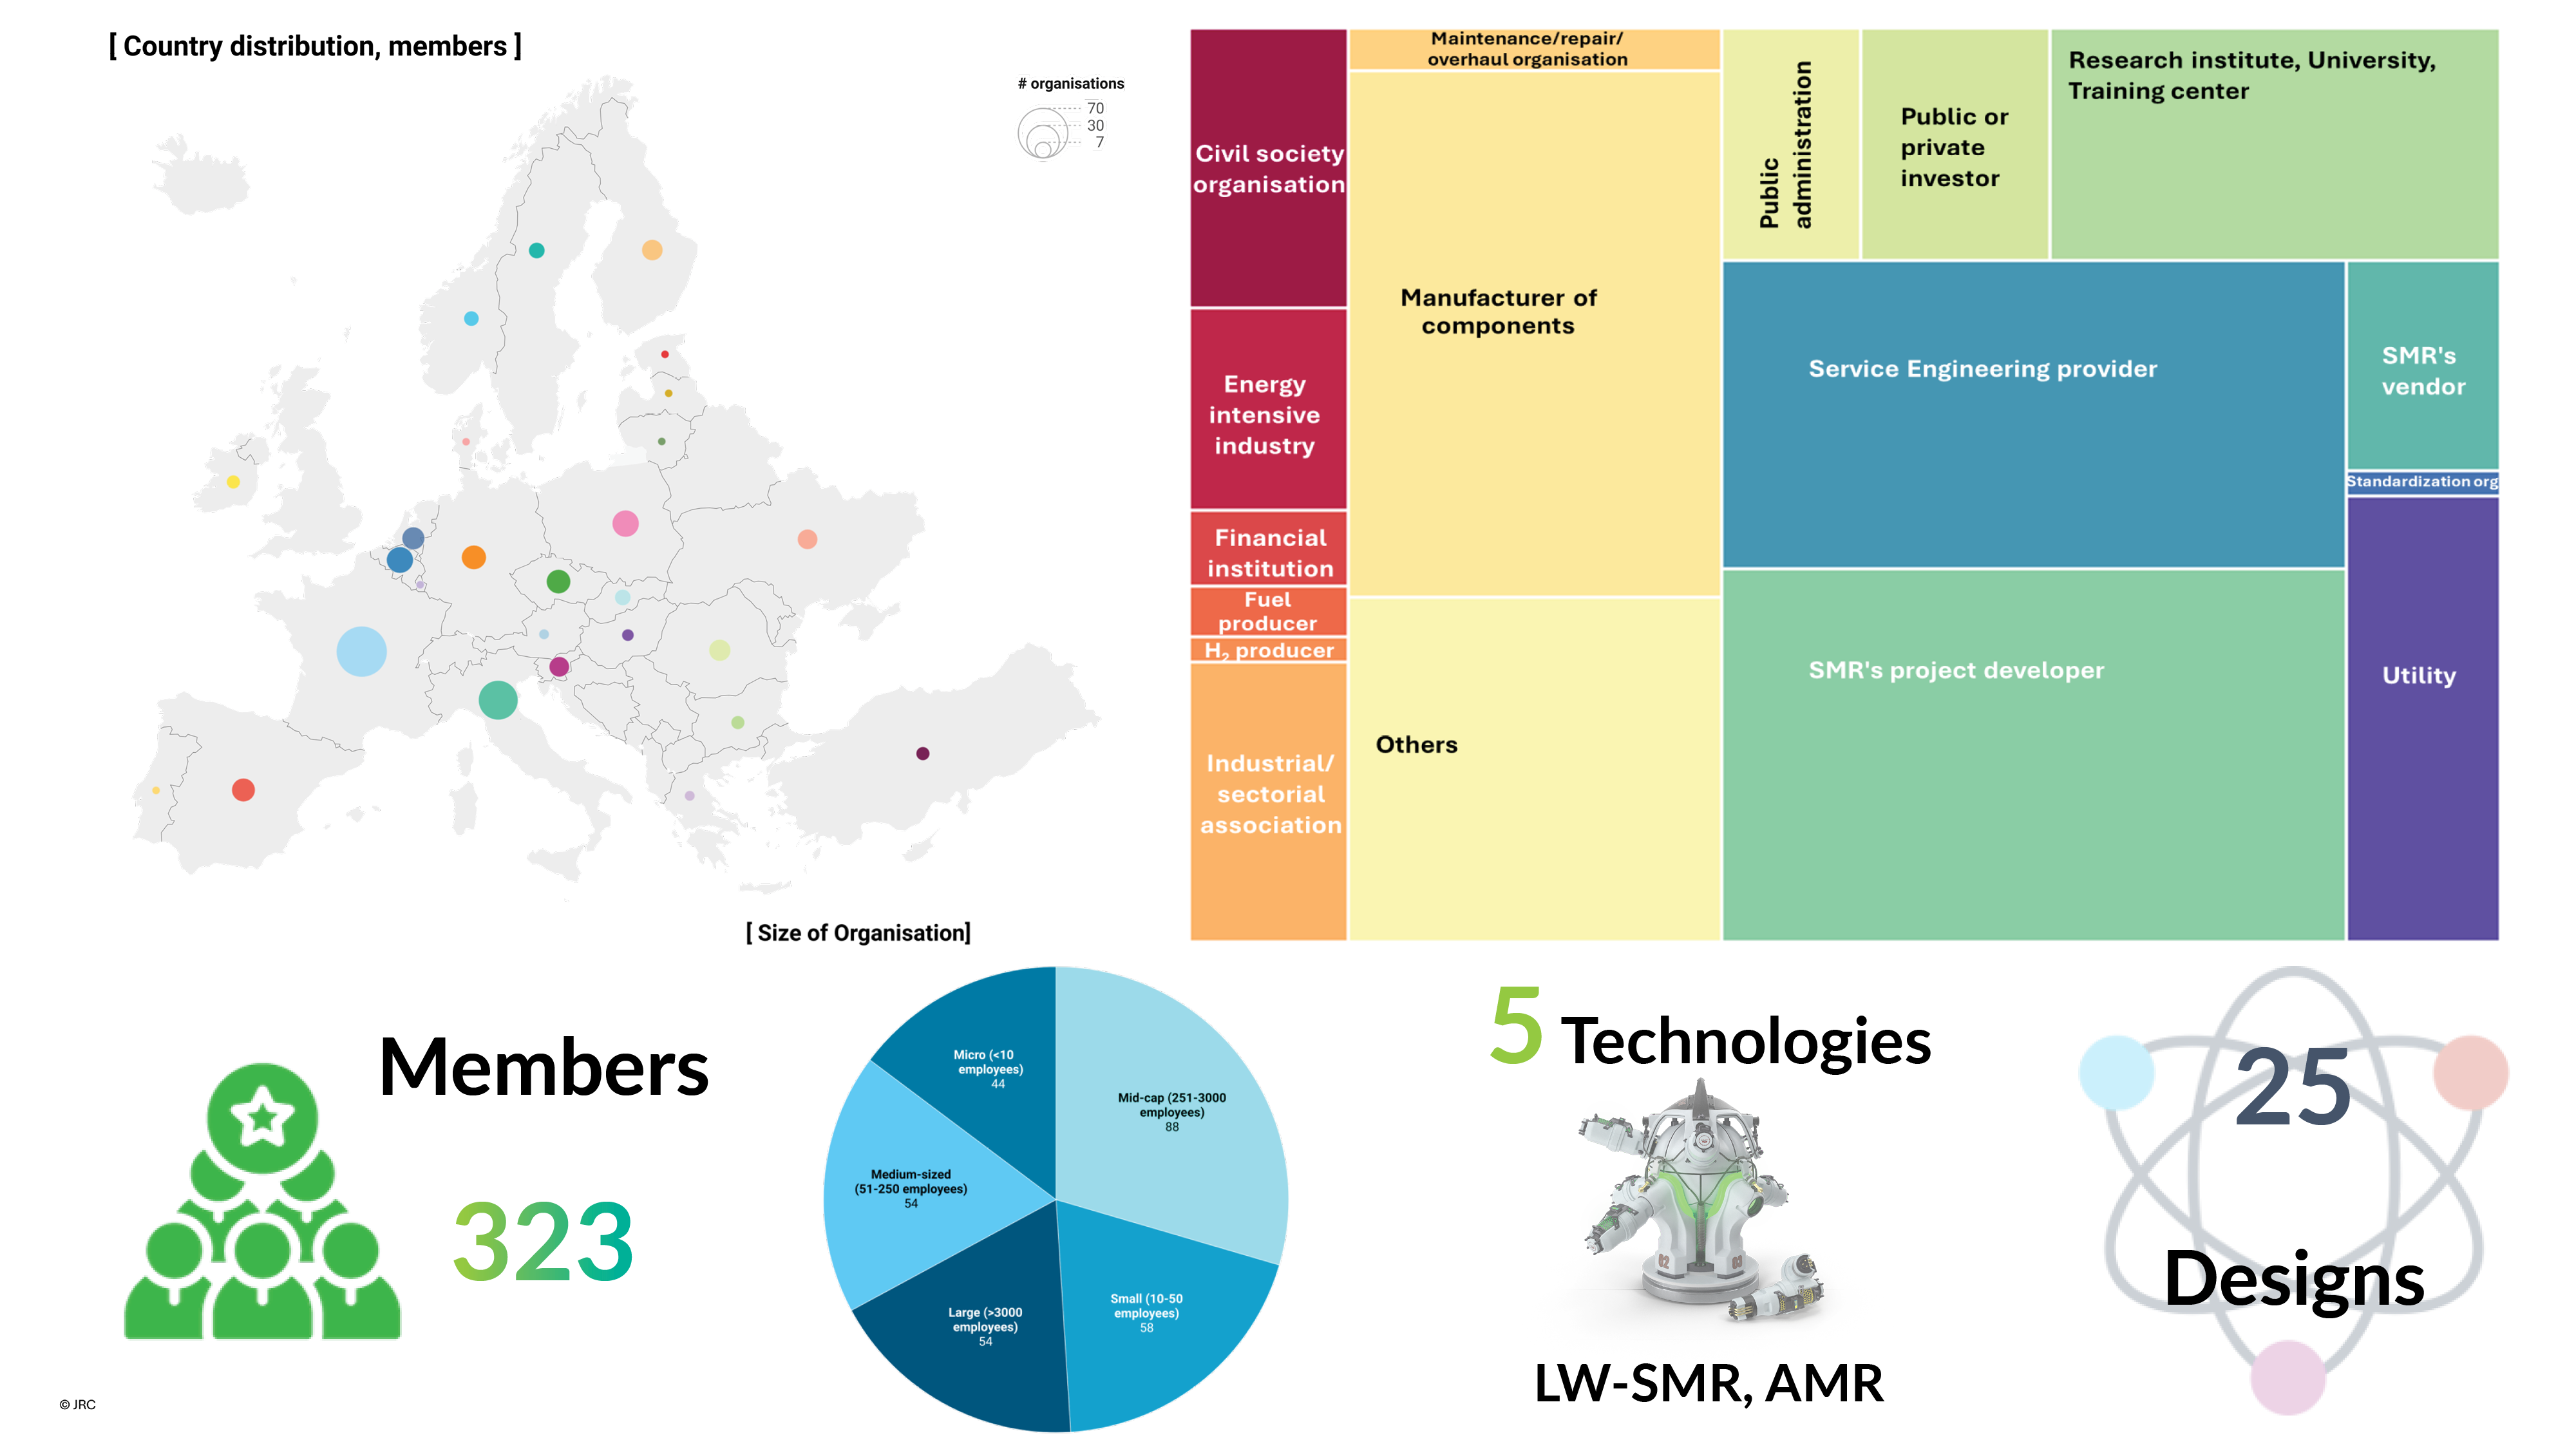 [ Country distribution, members ]
# organisations
70
30
7
Civil society
organisation
Energy
intensive
industry
Financial
institution
Fuel
producer
H₂ producer
Industrial/
sectorial
association
Maintenance/repair/
overhaul organisation
Manufacturer of
components
Others
Public
administration
Public or
private
investor
Research institute, University,
Training center
Service Engineering provider
SMR's project developer
SMR's
vendor
Standardization org
Utility
[ Size of Organisation]
Members
323
Micro (<10
employees)
44
Mid-cap (251-3000
employees)
88
Medium-sized
(51-250 employees)
54
Large (>3000
employees)
54
Small (10-50
employees)
58
5 Technologies
02
03
LW-SMR, AMR
25
Designs
© JRC